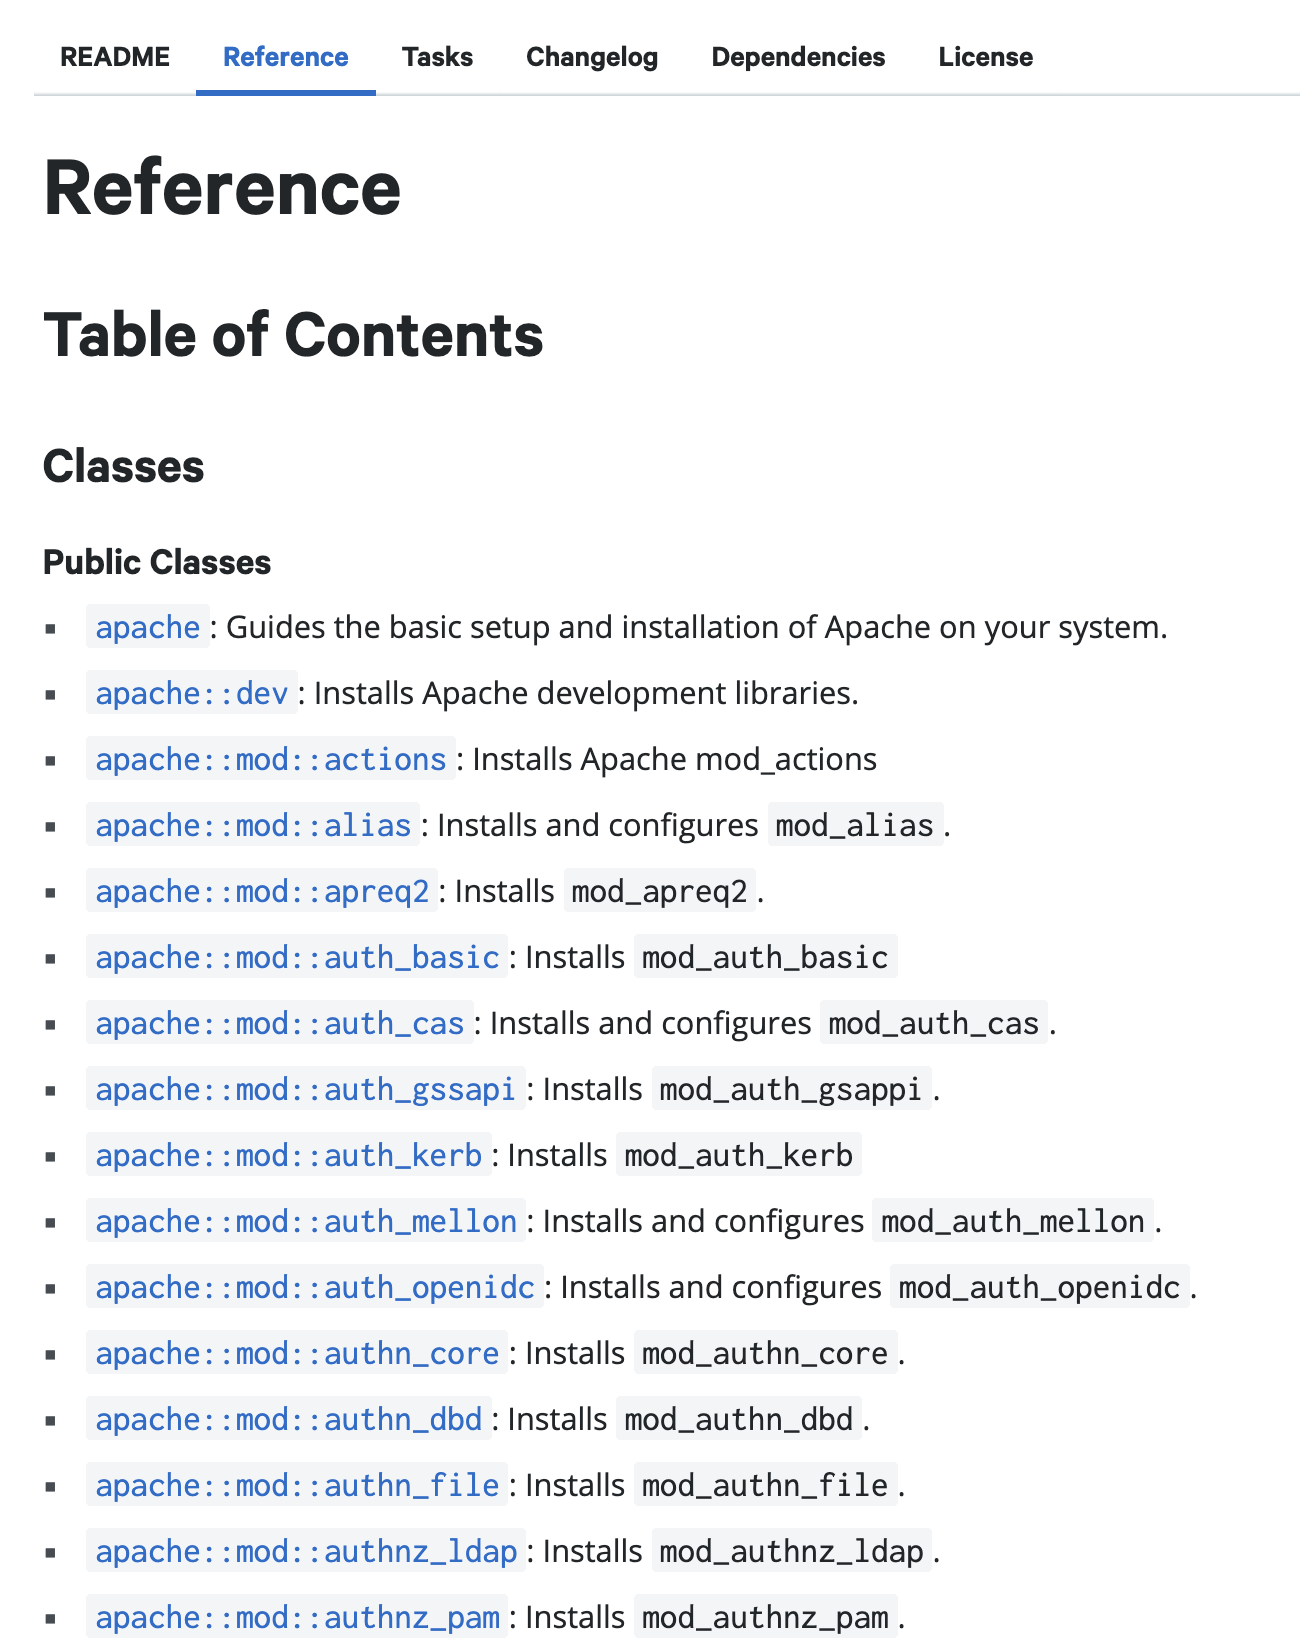 README Reference Tasks Changelog Dependencies License
Reference
Table of Contents
Classes
Public Classes
apache : Guides the basic setup and installation of Apache on your system.
apache::dev : Installs Apache development libraries.
apache::mod::actions : Installs Apache mod_actions
apache::mod::alias : Installs and configures mod_alias .
apache::mod::apreq2 : Installs mod_apreq2 .
apache::mod::auth_basic : Installs mod_auth_basic
apache::mod::auth_cas : Installs and configures mod_auth_cas .
apache::mod::auth_gssapi : Installs mod_auth_gsappi .
apache::mod::auth_kerb : Installs mod_auth_kerb
apache::mod::auth_mellon : Installs and configures mod_auth_mellon .
apache::mod::auth_openidc : Installs and configures mod_auth_openidc .
apache::mod::authn_core : Installs mod_authn_core .
apache::mod::authn_dbd : Installs mod_authn_dbd .
apache::mod::authn_file : Installs mod_authn_file .
apache::mod::authnz_ldap : Installs mod_authnz_ldap .
apache::mod::authnz_pam : Installs mod_authnz_pam .